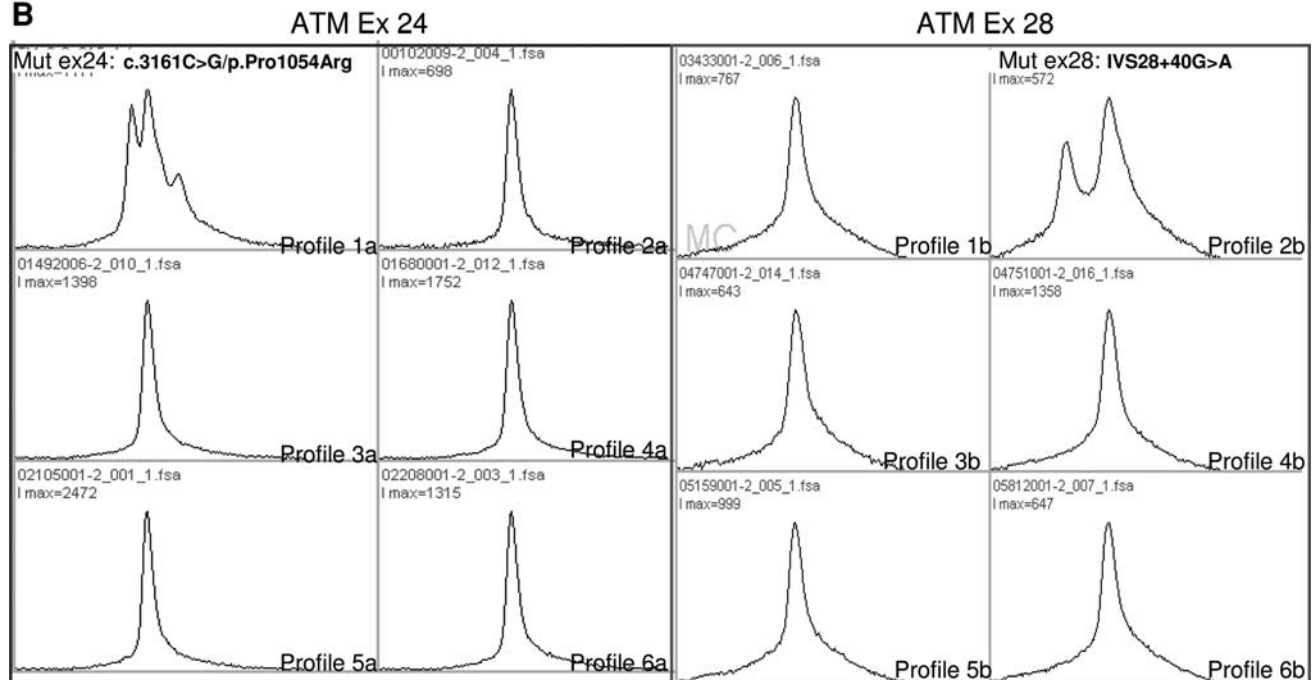 B
ATM Ex 24
ATM Ex 28
Mut ex24: c.3161C>G/p.Pro1054Arg
Profile 1a
00102009-2_004_1.fsa
I max=698
Profile 2a
03433001-2_006_1.fsa
I max=767
MC
Profile 1b
Mut ex28: IVS28+40G>A
I max=572
Profile 2b
01492006-2_010_1.fsa
I max=1398
Profile 3a
01680001-2_012_1.fsa
I max=1752
Profile 4a
04747001-2_014_1.fsa
I max=643
Profile 3b
04751001-2_016_1.fsa
I max=1358
Profile 4b
02105001-2_001_1.fsa
I max=2472
Profile 5a
02208001-2_003_1.fsa
I max=1315
Profile 6a
05159001-2_005_1.fsa
I max=999
Profile 5b
05812001-2_007_1.fsa
I max=647
Profile 6b